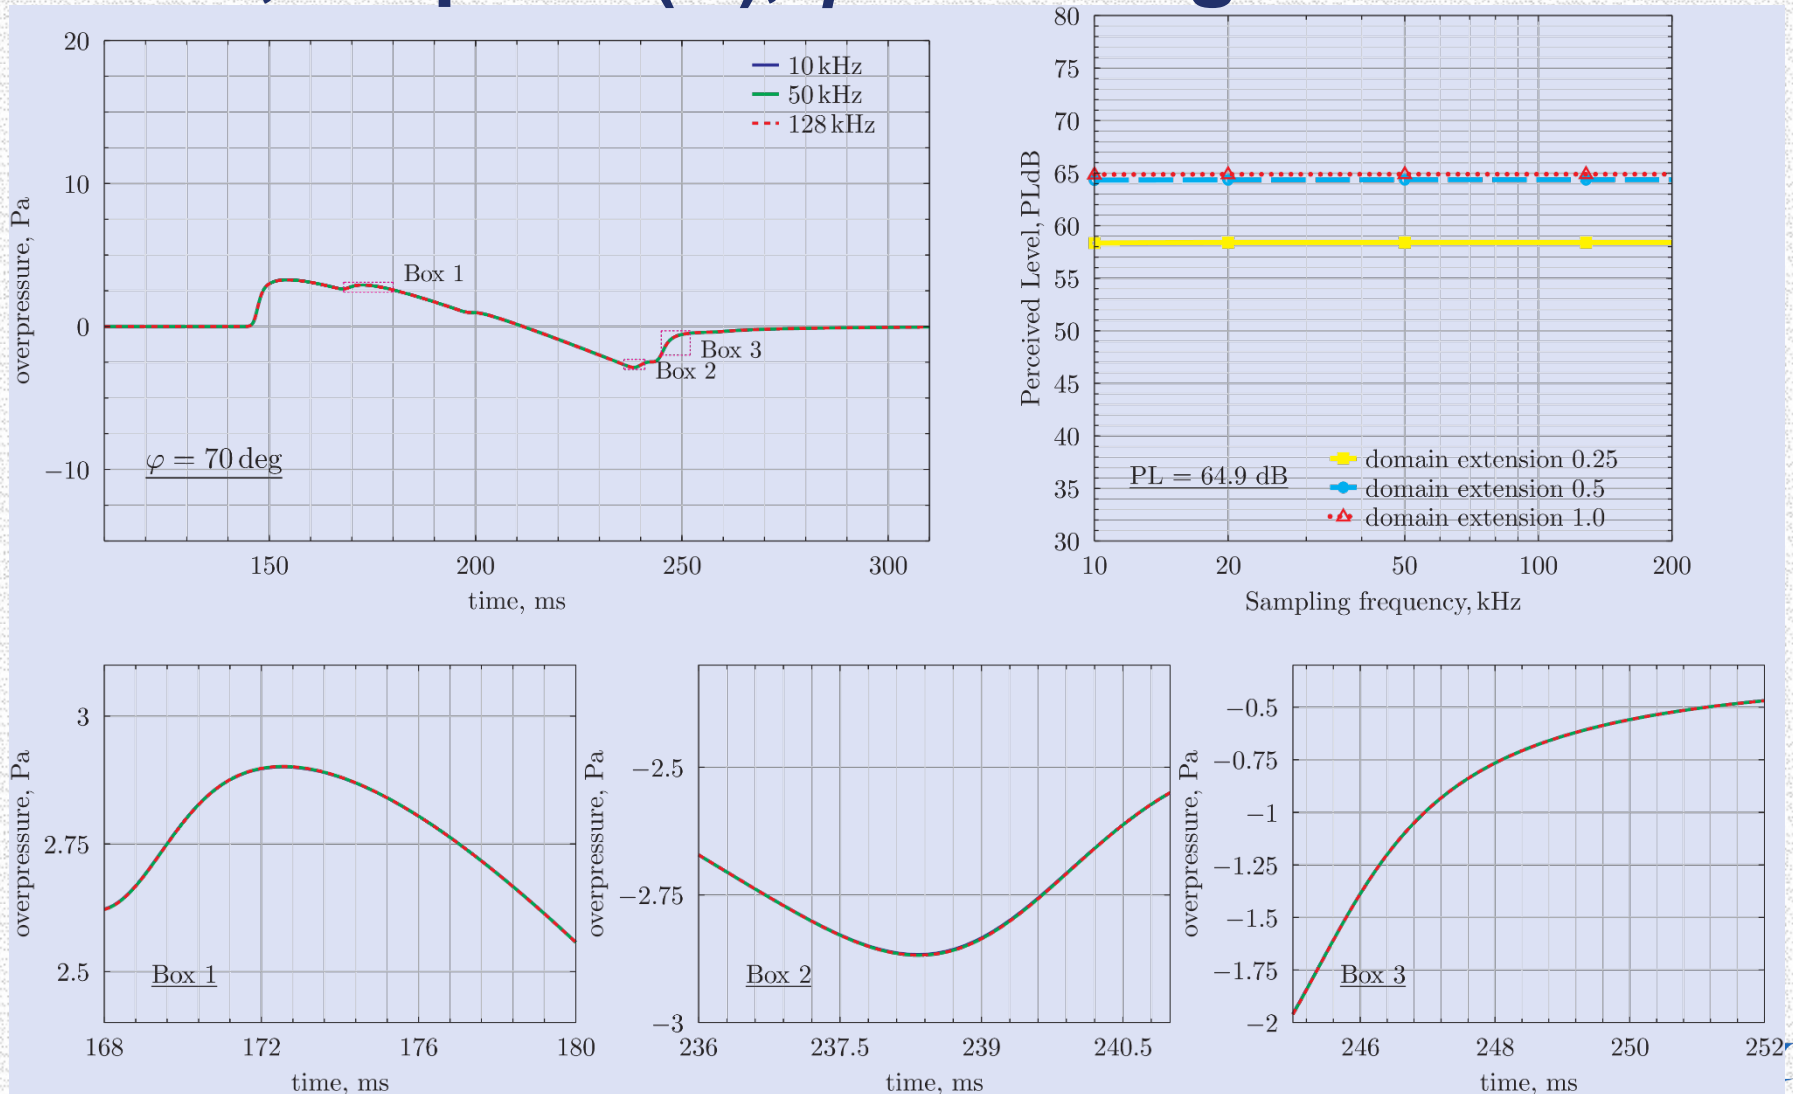 20
10
0
−10
overpressure, Pa
10 kHz
50 kHz
128 kHz
Box 1
Box 3
Box 2
φ = 70 deg
150
200
250
300
time, ms
80
75
70
65
60
55
50
45
40
35
30
Perceived Level, PLdB
PL = 64.9 dB
domain extension 0.25
domain extension 0.5
domain extension 1.0
10
20
50
100
200
Sampling frequency, kHz
3
2.75
2.5
overpressure, Pa
Box 1
168
172
176
180
time, ms
−2.5
−2.75
−3
overpressure, Pa
Box 2
236
237.5
239
240.5
time, ms
−0.5
−0.75
−1
−1.25
−1.5
−1.75
−2
overpressure, Pa
Box 3
246
248
250
252
time, ms